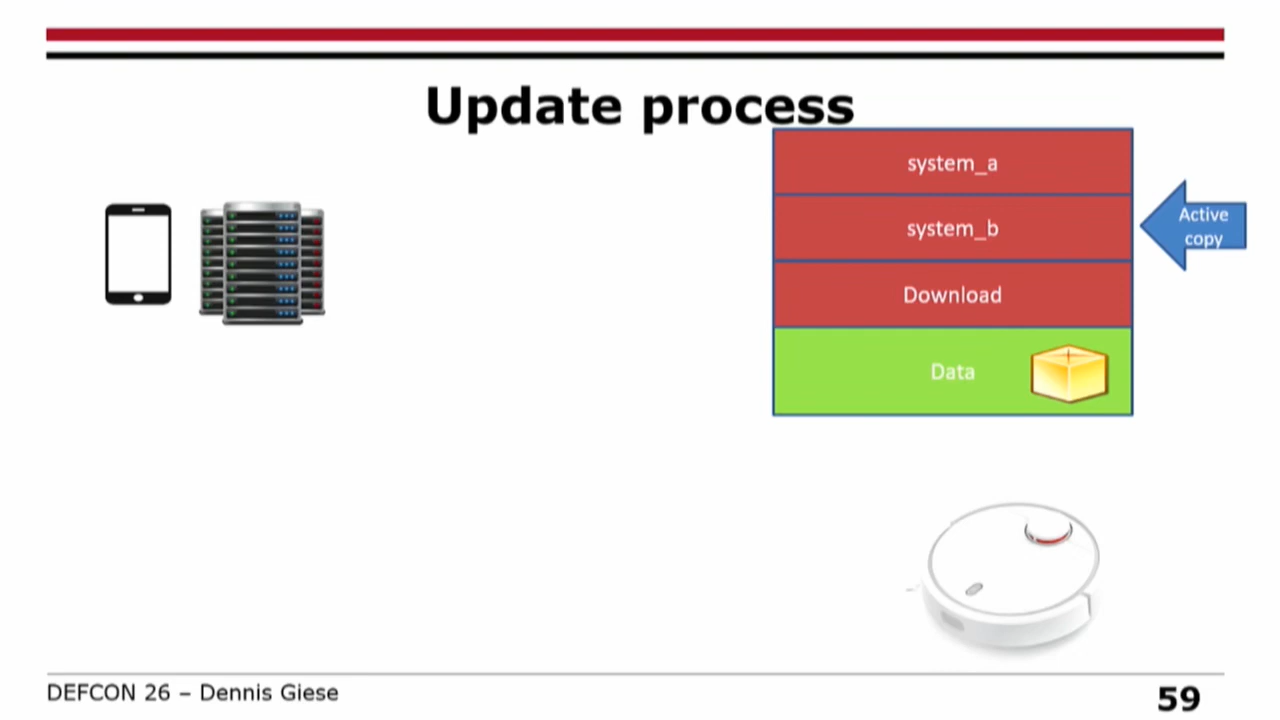 Update process
system_a
system_b
Active
copy
Download
Data
DEFCON 26 – Dennis Giese
59